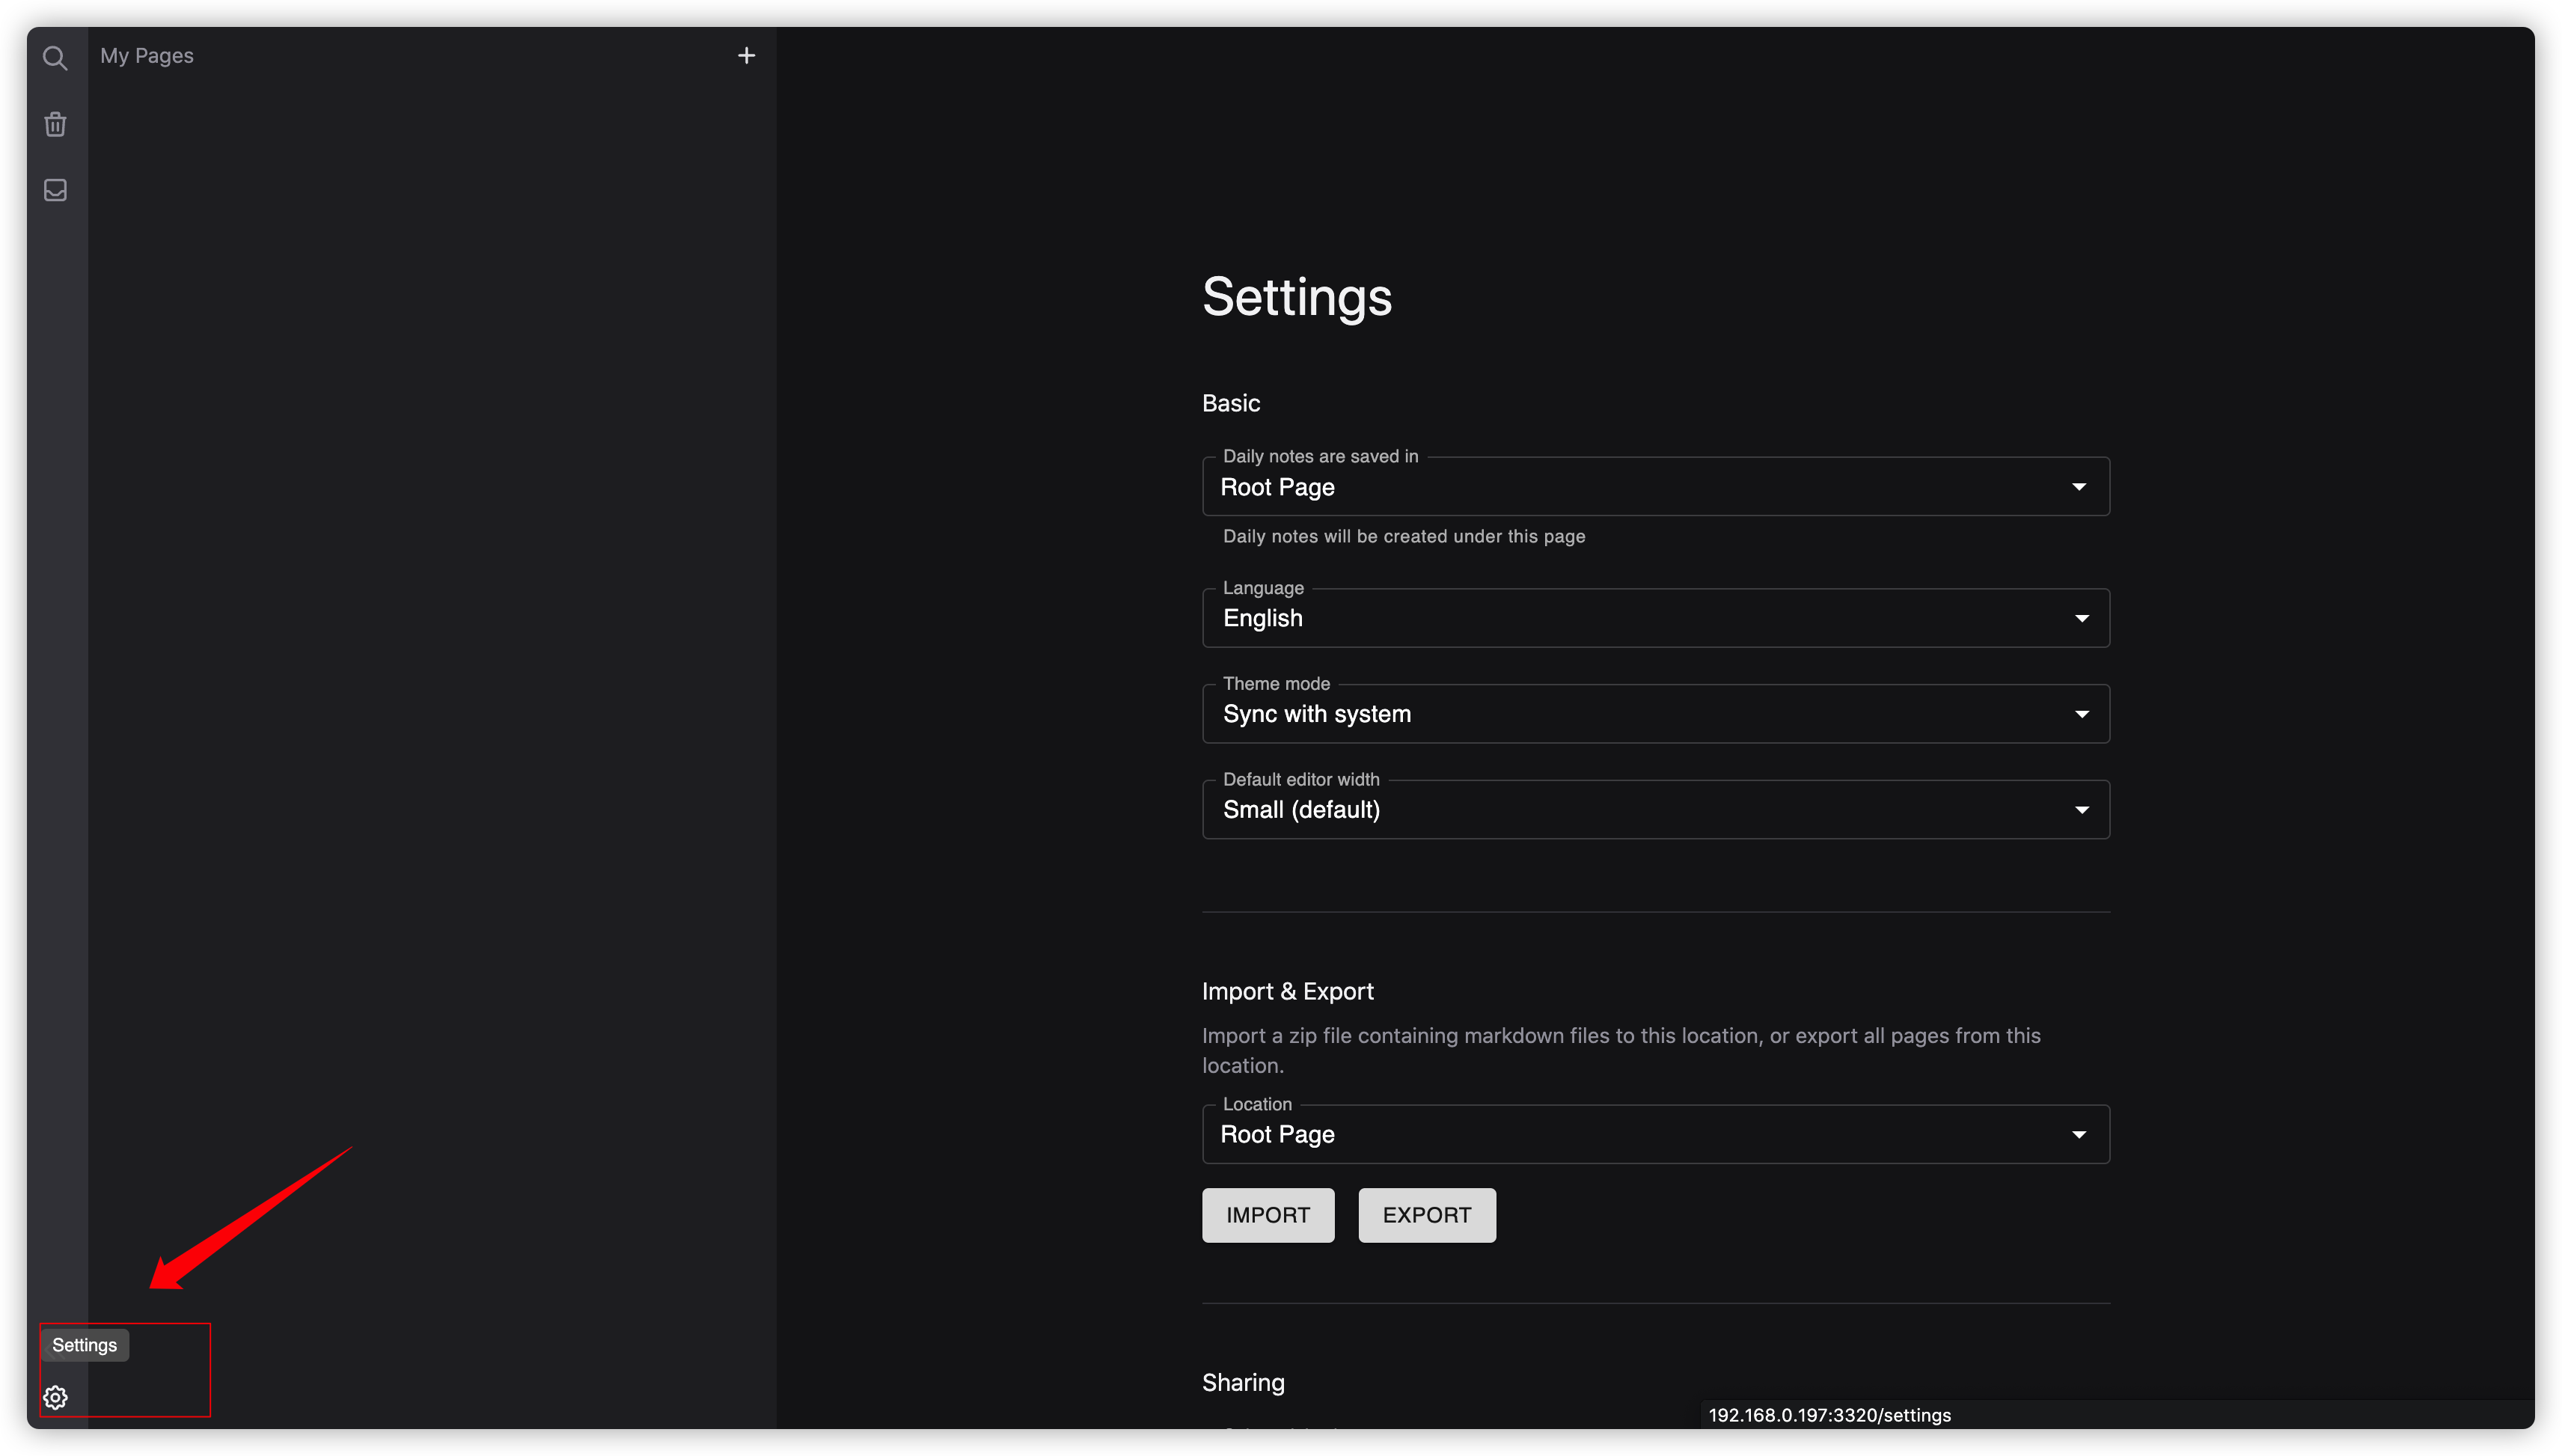 My Pages
Settings
Basic
Daily notes are saved in
Root Page
Daily notes will be created under this page
Language
English
Theme mode
Sync with system
Default editor width
Small (default)
Import & Export
Import a zip file containing markdown files to this location, or export all pages from this
location.
Location
Root Page
IMPORT
EXPORT
Sharing
Settings
192.168.0.197:3320/settings